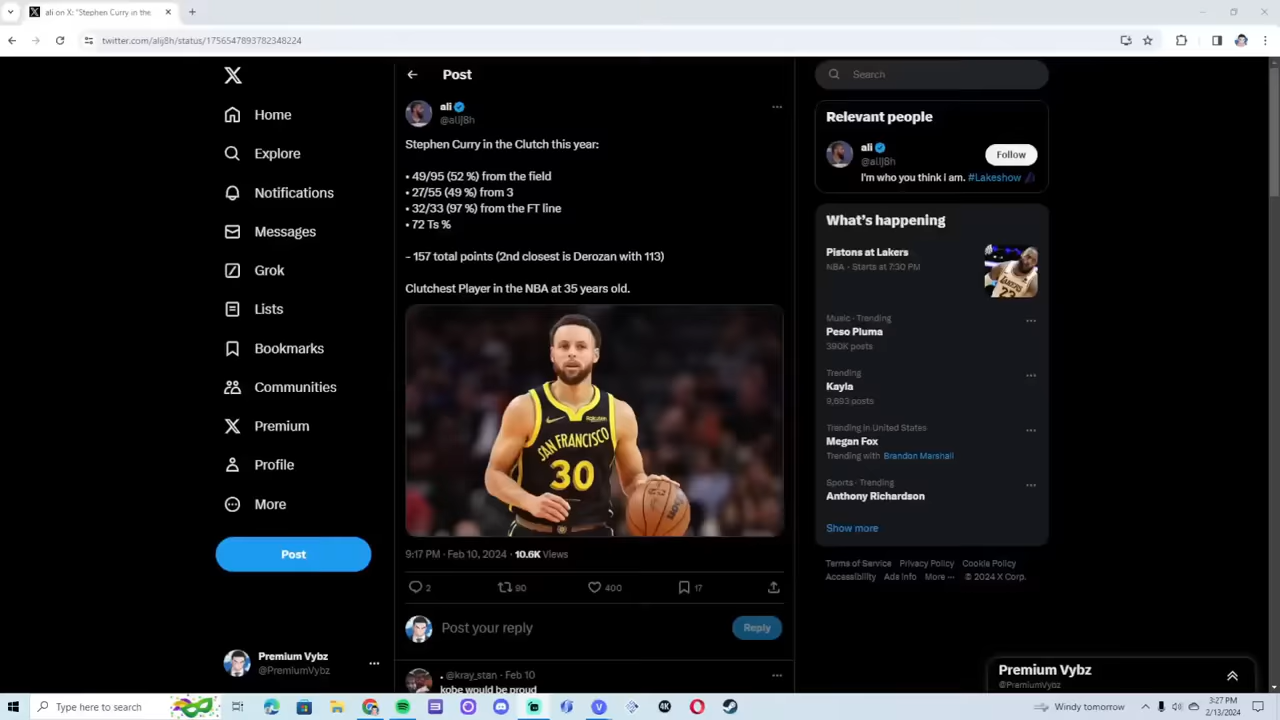 ali on X: "Stephen Curry in the
twitter.com/alij8h/status/1756547893782348224
Home
Explore
Notifications
Messages
Grok
Lists
Bookmarks
Communities
Premium
Profile
More
Post
Premium Vybz
@PremiumVybz
Post
ali
@alij8h
Stephen Curry in the Clutch this year:
• 49/95 (52 %) from the field
• 27/55 (49 %) from 3
• 32/33 (97 %) from the FT line
• 72 Ts %
- 157 total points (2nd closest is Derozan with 113)
Clutchest Player in the NBA at 35 years old.
Rakuten
SAN FRANCISCO
30
9:17 PM · Feb 10, 2024 · 10.6K Views
2
90
400
17
Post your reply
Reply
. @kray_stan · Feb 10
kobe would be proud
Search
Relevant people
ali
@alij8h
Follow
I'm who you think i am. #Lakeshow
What's happening
Pistons at Lakers
NBA · Starts at 7:30 PM
LAKERS
23
Music · Trending
Peso Pluma
390K posts
Trending
Kayla
9,683 posts
Trending in United States
Megan Fox
Trending with Brandon Marshall
Sports · Trending
Anthony Richardson
Show more
Terms of Service Privacy Policy Cookie Policy
Accessibility Ads info More ··· © 2024 X Corp.
Premium Vybz
@PremiumVybz
Type here to search
4K
Windy tomorrow
3:27 PM
2/13/2024